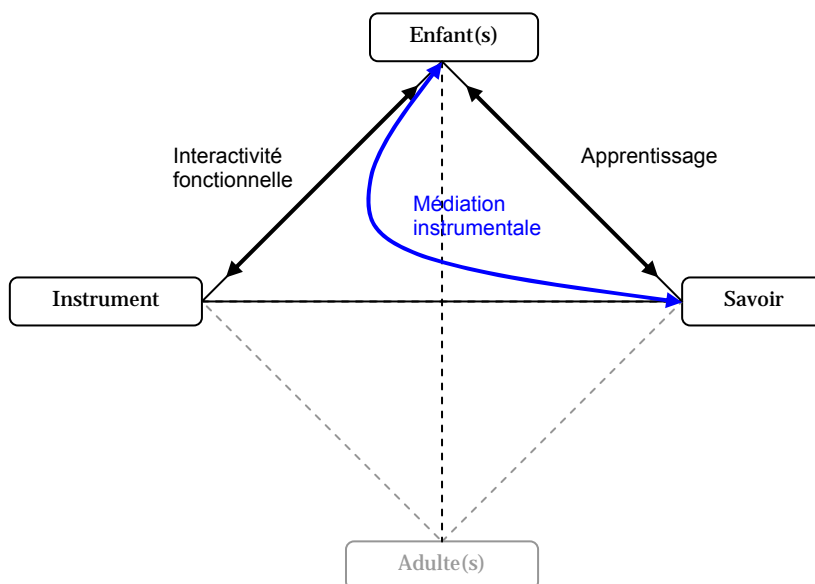 Enfant(s)
Interactivité
fonctionnelle
Apprentissage
Médiation
instrumentale
Instrument
Savoir
Adulte(s)